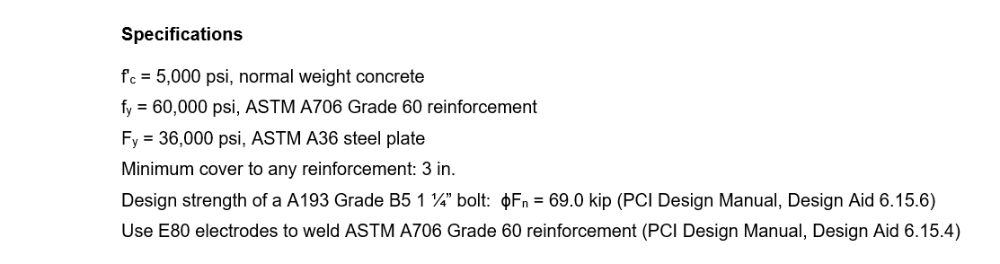 Specifications
f'c = 5,000 psi, normal weight concrete
fy = 60,000 psi, ASTM A706 Grade 60 reinforcement
Fy = 36,000 psi, ASTM A36 steel plate
Minimum cover to any reinforcement: 3 in.
Design strength of a A193 Grade B5 1 ¼” bolt: ϕFn = 69.0 kip (PCI Design Manual, Design Aid 6.15.6)
Use E80 electrodes to weld ASTM A706 Grade 60 reinforcement (PCI Design Manual, Design Aid 6.15.4)